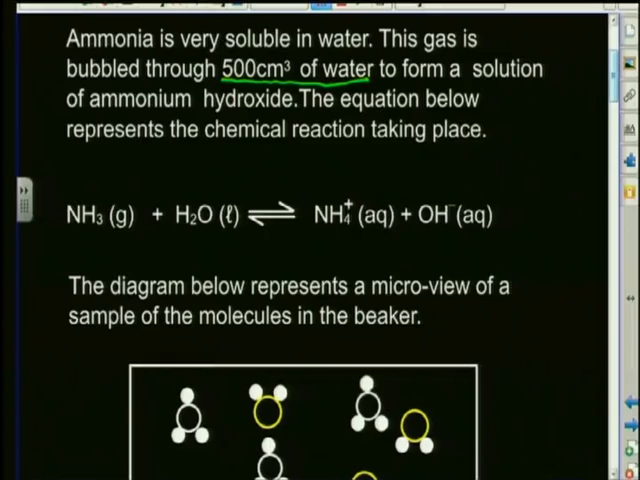 Ammonia is very soluble in water. This gas is
bubbled through 500cm³ of water to form a solution
of ammonium hydroxide.The equation below
represents the chemical reaction taking place.
NH₃ (g) + H₂O (ℓ) ⇌ NH₄⁺ (aq) + OH⁻ (aq)
The diagram below represents a micro-view of a
sample of the molecules in the beaker.